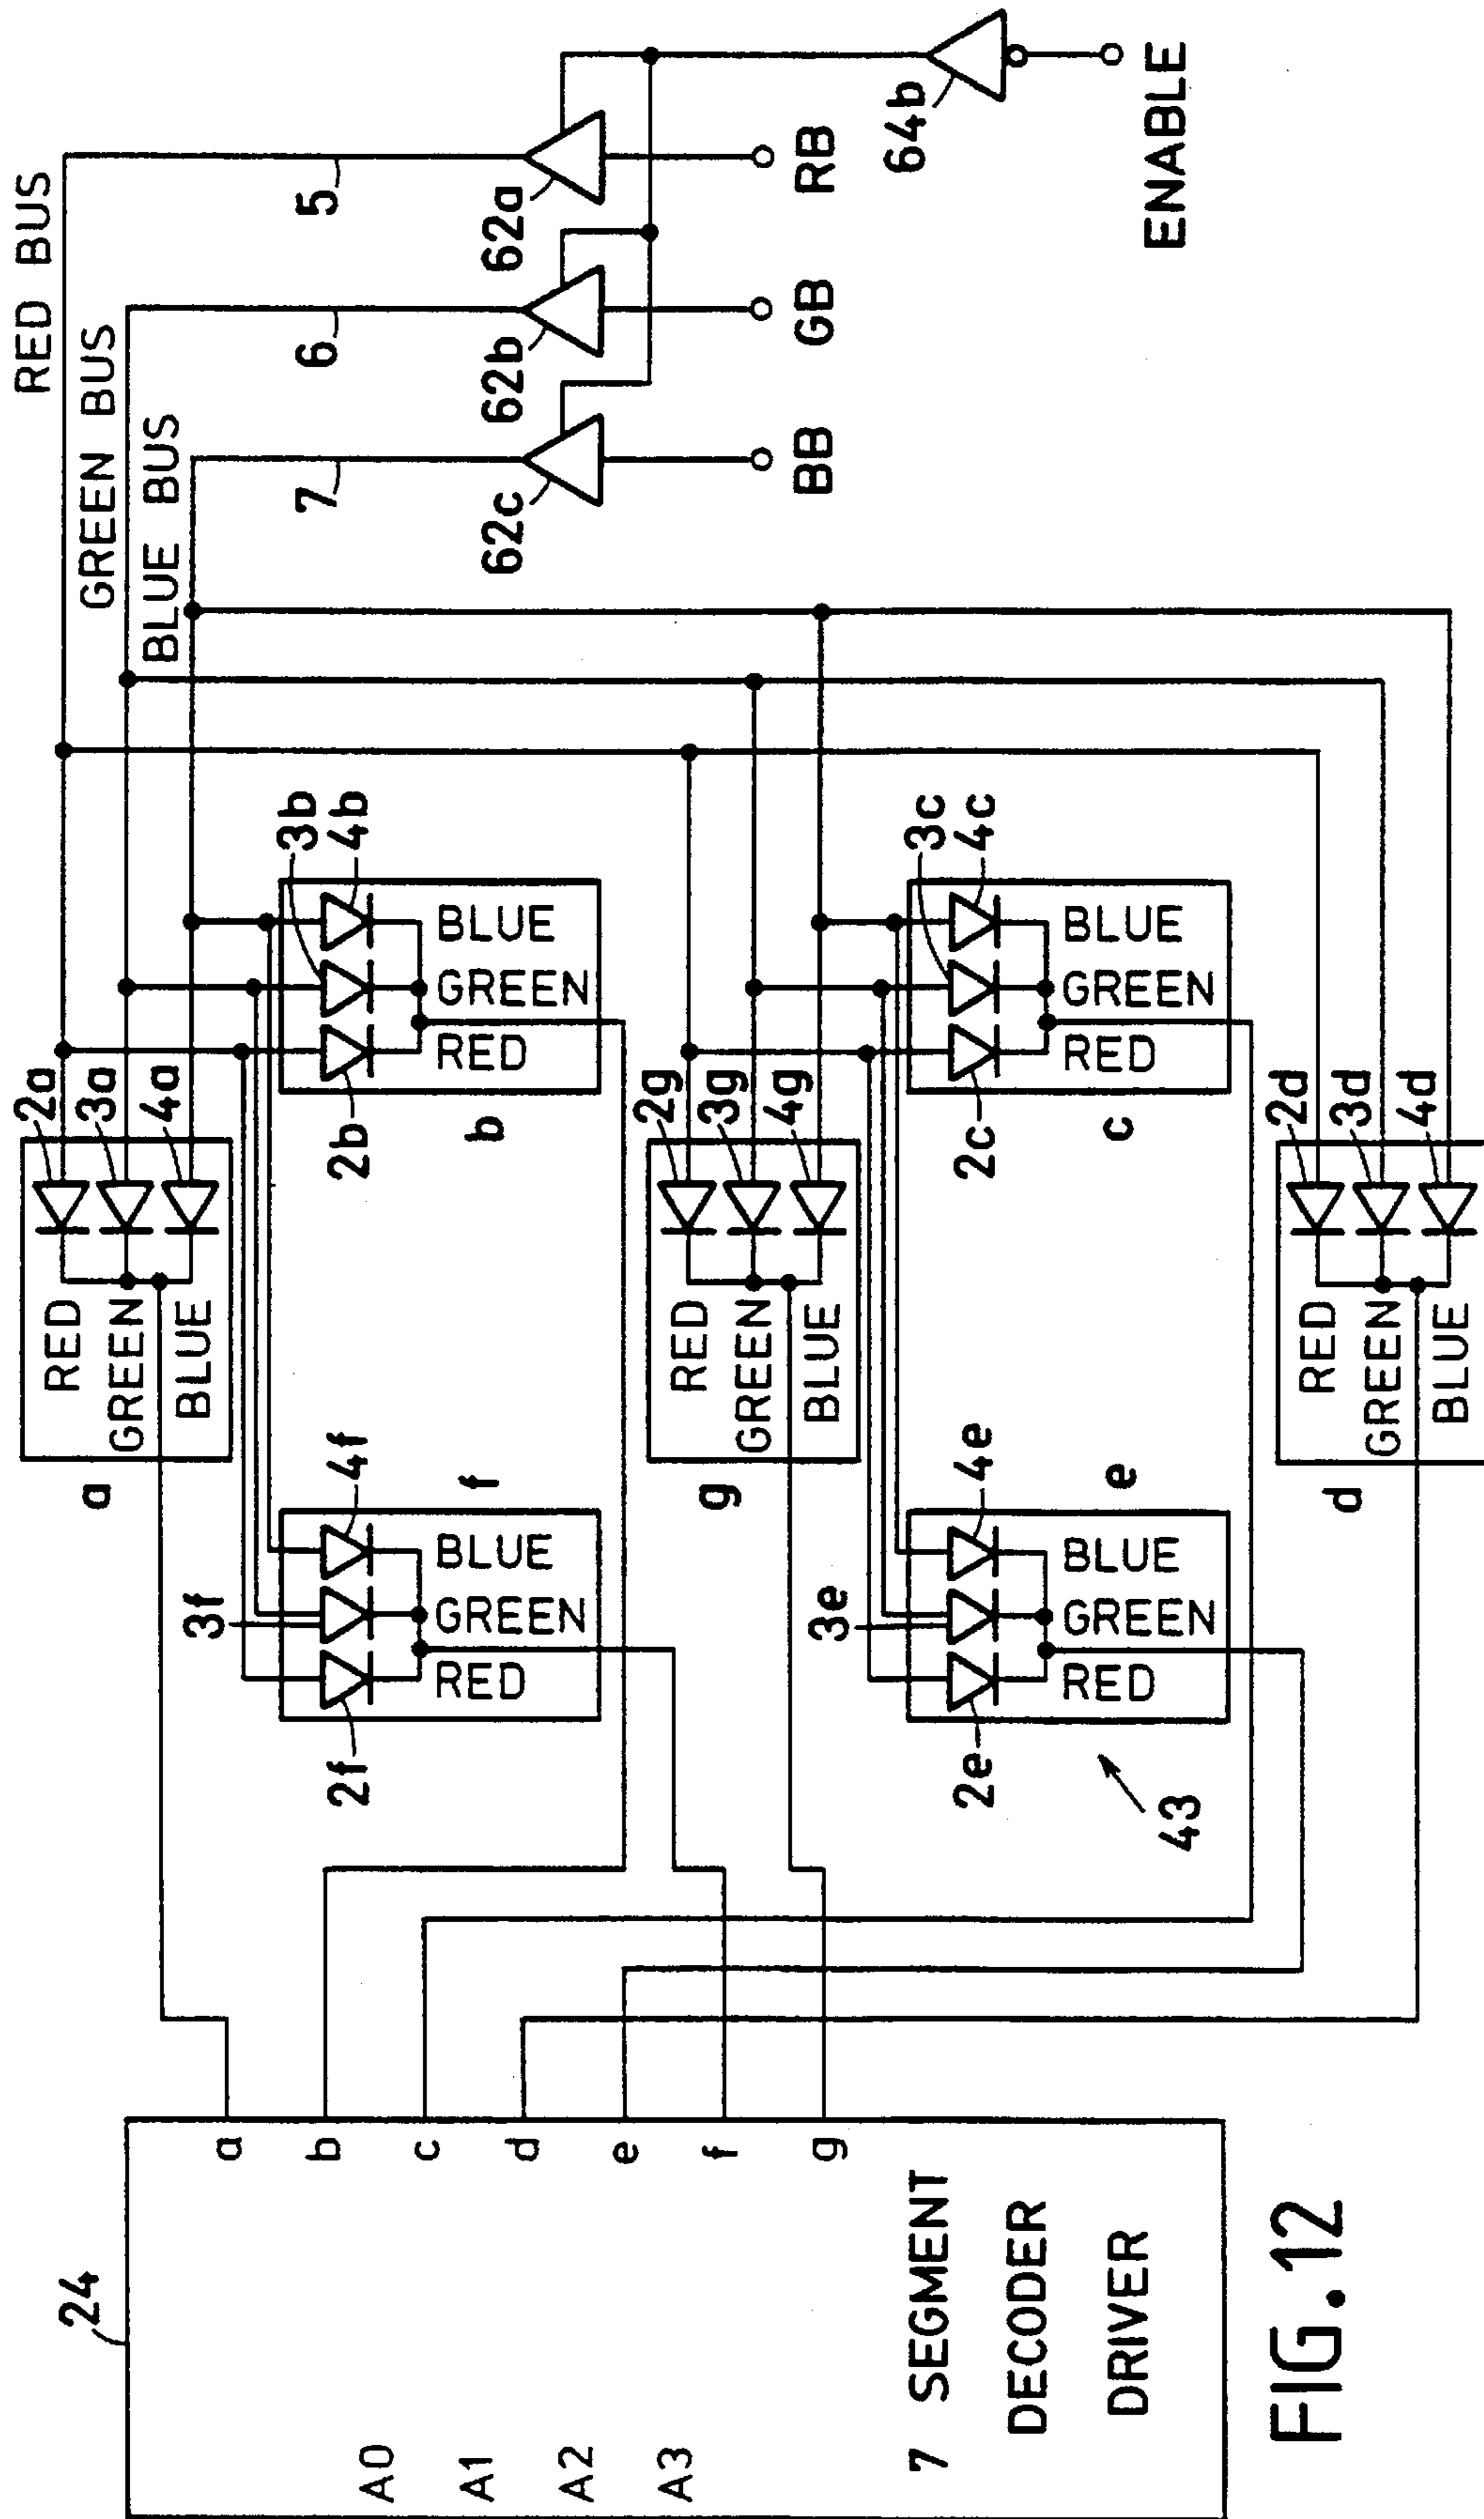 24
A0
A1
A2
A3
7 SEGMENT
DECODER
DRIVER
a
b
c
d
e
f
g
a
RED
GREEN
BLUE
2a
3a
4a
f
2f
3f
4f
RED
GREEN
BLUE
b
2b
3b
4b
RED
GREEN
BLUE
g
RED
GREEN
BLUE
2g
3g
4g
e
2e
3e
4e
RED
GREEN
BLUE
c
2c
3c
4c
RED
GREEN
BLUE
d
RED
GREEN
BLUE
2d
3d
4d
43
RED BUS
GREEN BUS
BLUE BUS
5
6
7
62a
62b
62c
RB
GB
BB
64b
ENABLE
FIG.12